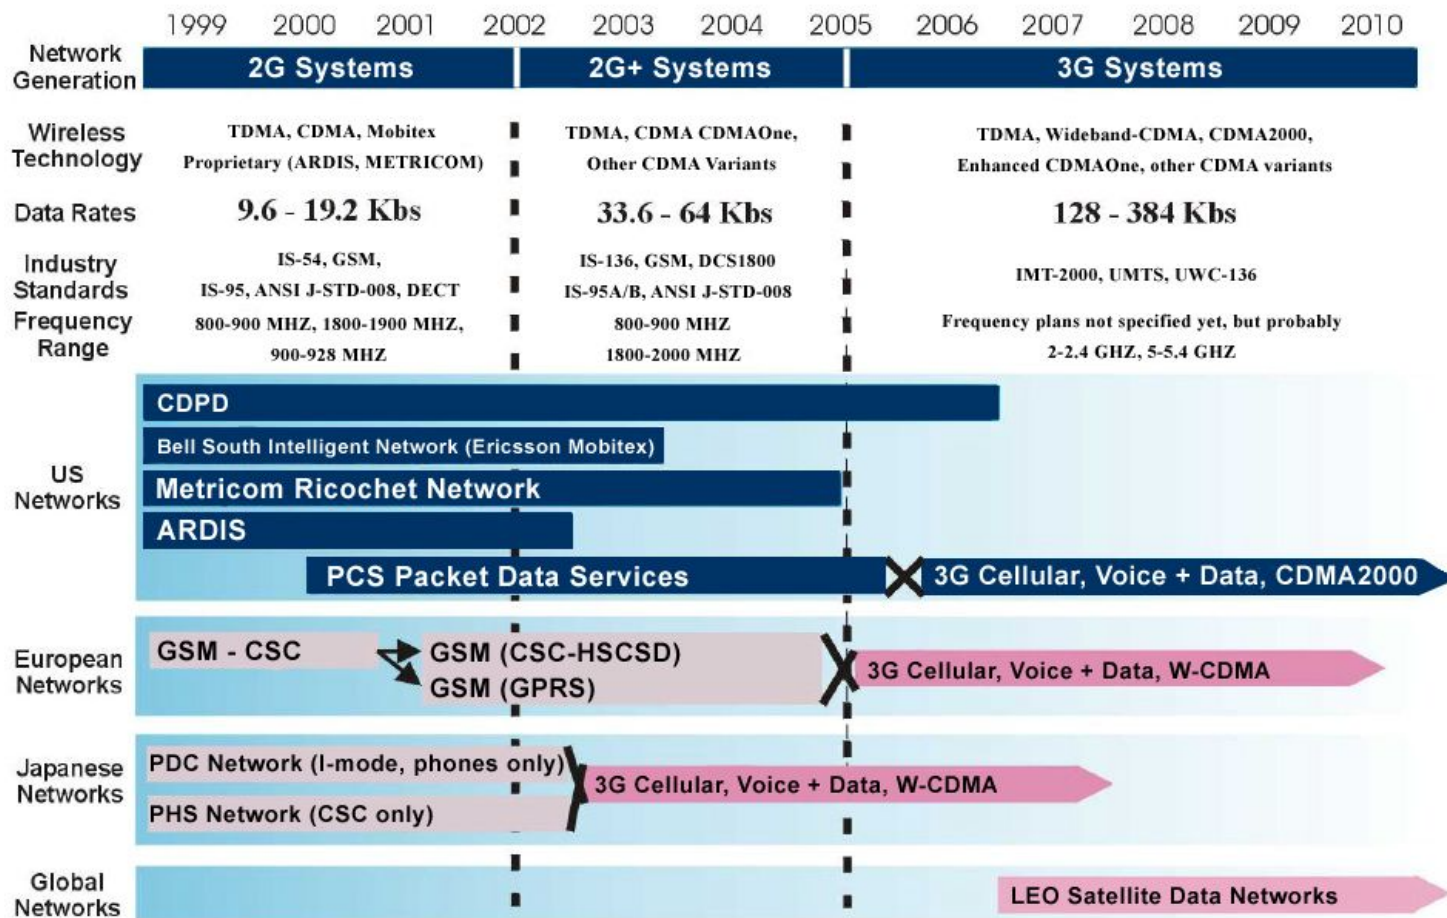 1999 2000 2001 2002 2003 2004 2005 2006 2007 2008 2009 2010
Network
Generation
2G Systems
2G+ Systems
3G Systems
Wireless
Technology
TDMA, CDMA, Mobitex
Proprietary (ARDIS, METRICOM)
TDMA, CDMA CDMAOne,
Other CDMA Variants
TDMA, Wideband-CDMA, CDMA2000,
Enhanced CDMAOne, other CDMA variants
Data Rates
9.6 - 19.2 Kbs
33.6 - 64 Kbs
128 - 384 Kbs
Industry
Standards
IS-54, GSM,
IS-95, ANSI J-STD-008, DECT
IS-136, GSM, DCS1800
IS-95A/B, ANSI J-STD-008
IMT-2000, UMTS, UWC-136
Frequency
Range
800-900 MHZ, 1800-1900 MHZ,
900-928 MHZ
800-900 MHZ
1800-2000 MHZ
Frequency plans not specified yet, but probably
2-2.4 GHZ, 5-5.4 GHZ
US
Networks
CDPD
Bell South Intelligent Network (Ericsson Mobitex)
Metricom Ricochet Network
ARDIS
PCS Packet Data Services
3G Cellular, Voice + Data, CDMA2000
European
Networks
GSM - CSC
GSM (CSC-HSCSD)
GSM (GPRS)
3G Cellular, Voice + Data, W-CDMA
Japanese
Networks
PDC Network (I-mode, phones only)
PHS Network (CSC only)
3G Cellular, Voice + Data, W-CDMA
Global
Networks
LEO Satellite Data Networks